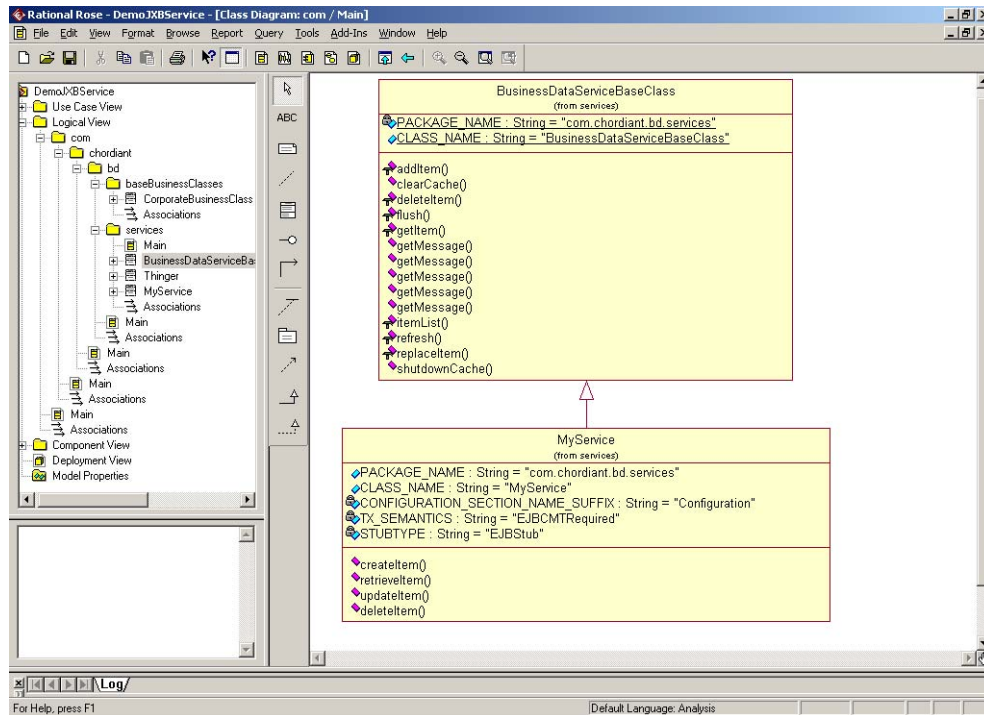 Rational Rose - DemoJXBService - [Class Diagram: com / Main]
File Edit View Format Browse Report Query Tools Add-Ins Window Help
DemoJXBService
Use Case View
Logical View
com
chordiant
bd
baseBusinessClasses
CorporateBusinessClass
Associations
services
Main
BusinessDataServiceBa
Thinger
MyService
Associations
Main
Associations
Main
Associations
Main
Associations
Main
Associations
Component View
Deployment View
Model Properties
ABC
BusinessDataServiceBaseClass
(from services)
PACKAGE_NAME : String = "com.chordiant.bd.services"
CLASS_NAME : String = "BusinessDataServiceBaseClass"
addItem()
clearCache()
deleteItem()
flush()
getItem()
getMessage()
getMessage()
getMessage()
getMessage()
getMessage()
itemList()
refresh()
replaceItem()
shutdownCache()
MyService
(from services)
PACKAGE_NAME : String = "com.chordiant.bd.services"
CLASS_NAME : String = "MyService"
CONFIGURATION_SECTION_NAME_SUFFIX : String = "Configuration"
TX_SEMANTICS : String = "EJBCMTRequired"
STUBTYPE : String = "EJBStub"
createItem()
retrieveItem()
updateItem()
deleteItem()
Log
For Help, press F1
Default Language: Analysis